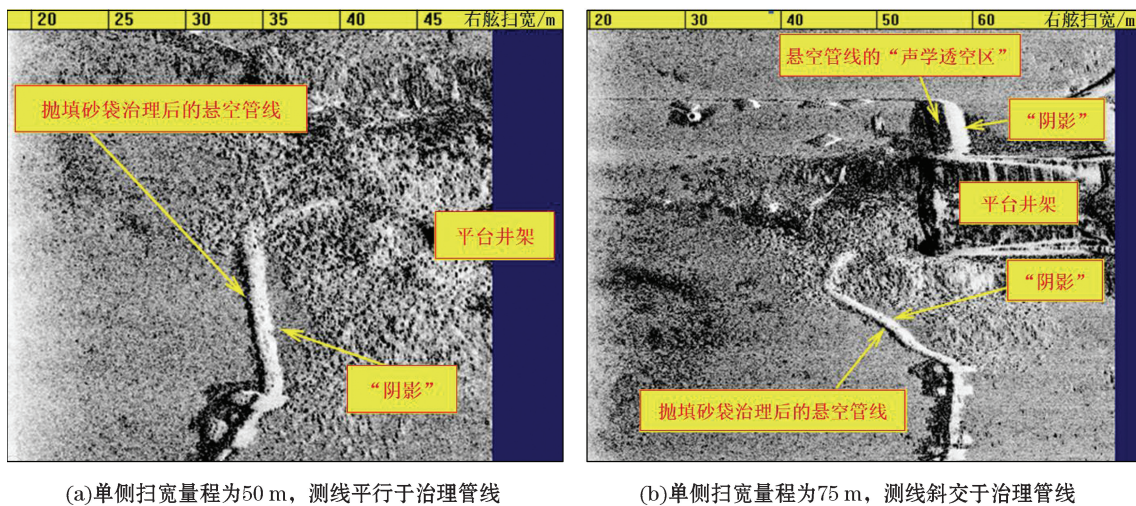 20 25 30 35 40 45 右舷扫宽/m
抛填砂袋治理后的悬空管线
平台井架
“阴影”
(a)单侧扫宽量程为50 m，测线平行于治理管线
20 30 40 50 60 右舷扫宽/m
悬空管线的“声学透空区”
“阴影”
平台井架
“阴影”
抛填砂袋治理后的悬空管线
(b)单侧扫宽量程为75 m，测线斜交于治理管线